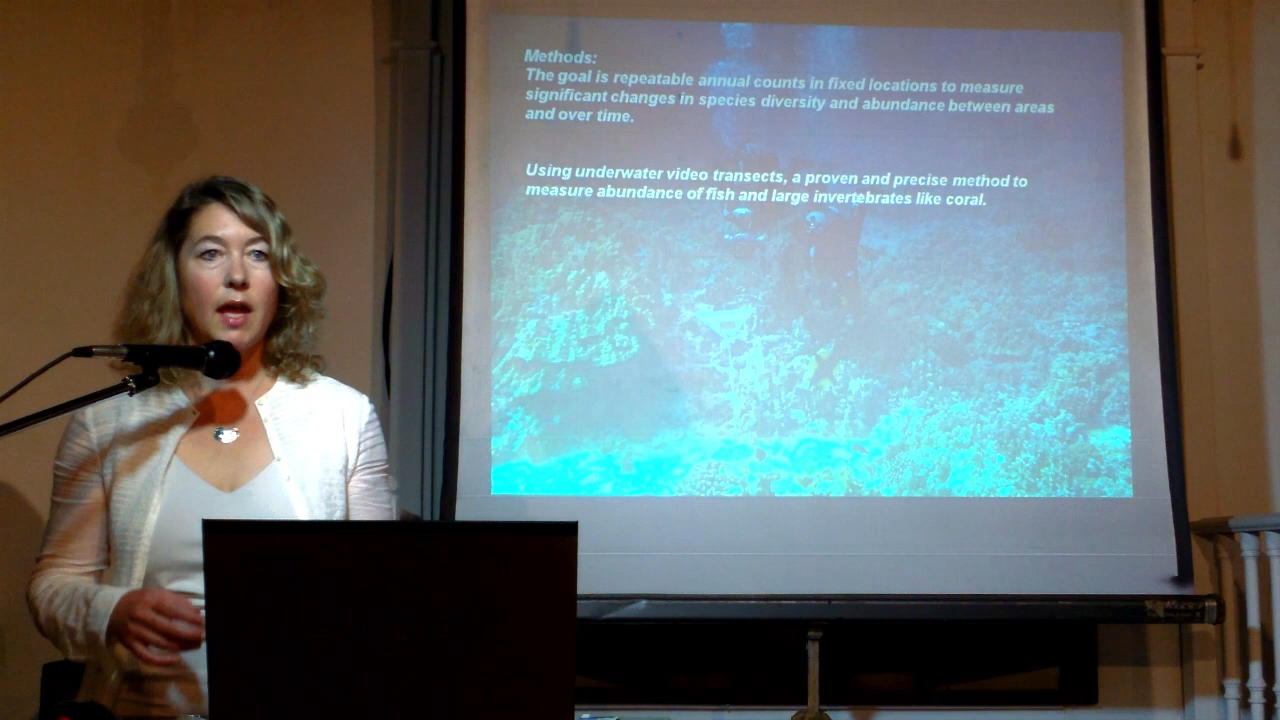 Methods:
The goal is repeatable annual counts in fixed locations to measure
significant changes in species diversity and abundance between areas
and over time.
Using underwater video transects, a proven and precise method to
measure abundance of fish and large invertebrates like coral.